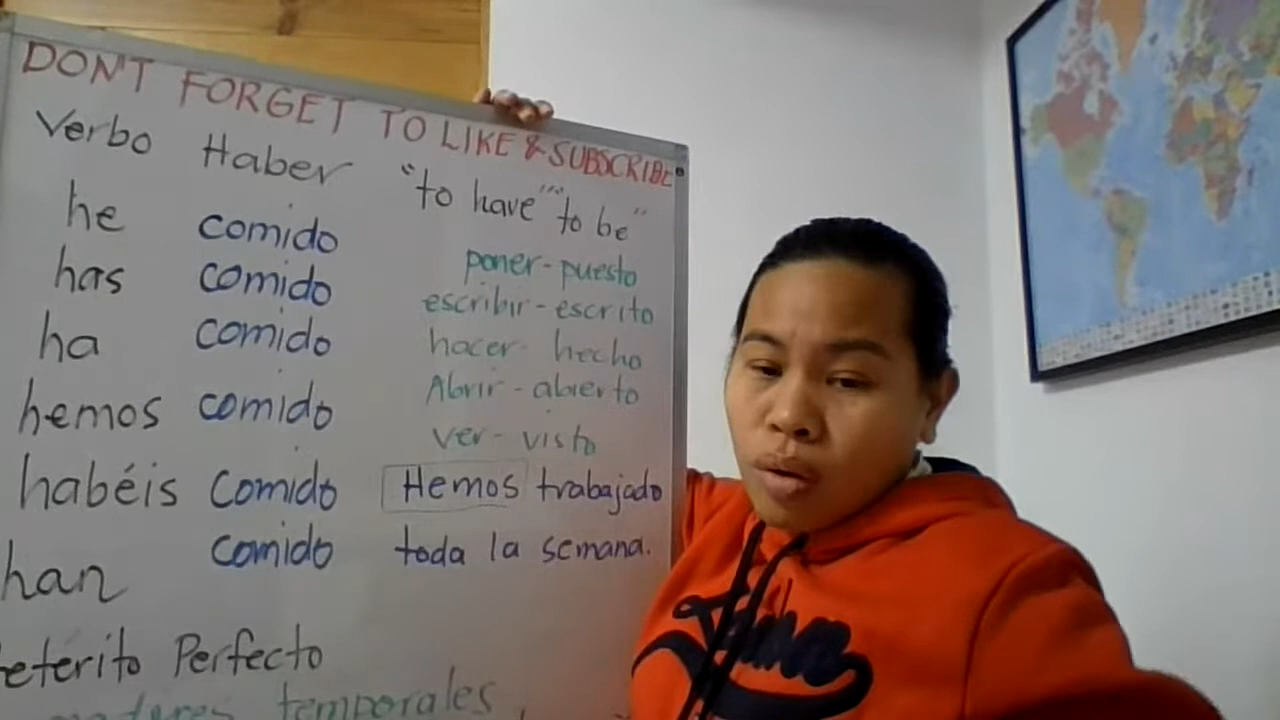 DON'T FORGET TO LIKE & SUBSCRIBE
Verbo Haber "to have" "to be"
he comido
has comido
ha comido
hemos comido
habéis comido
han comido
poner - puesto
escribir - escrito
hacer - hecho
Abrir - abierto
ver - visto
Hemos trabajado
toda la semana.
Perfecto
temporales